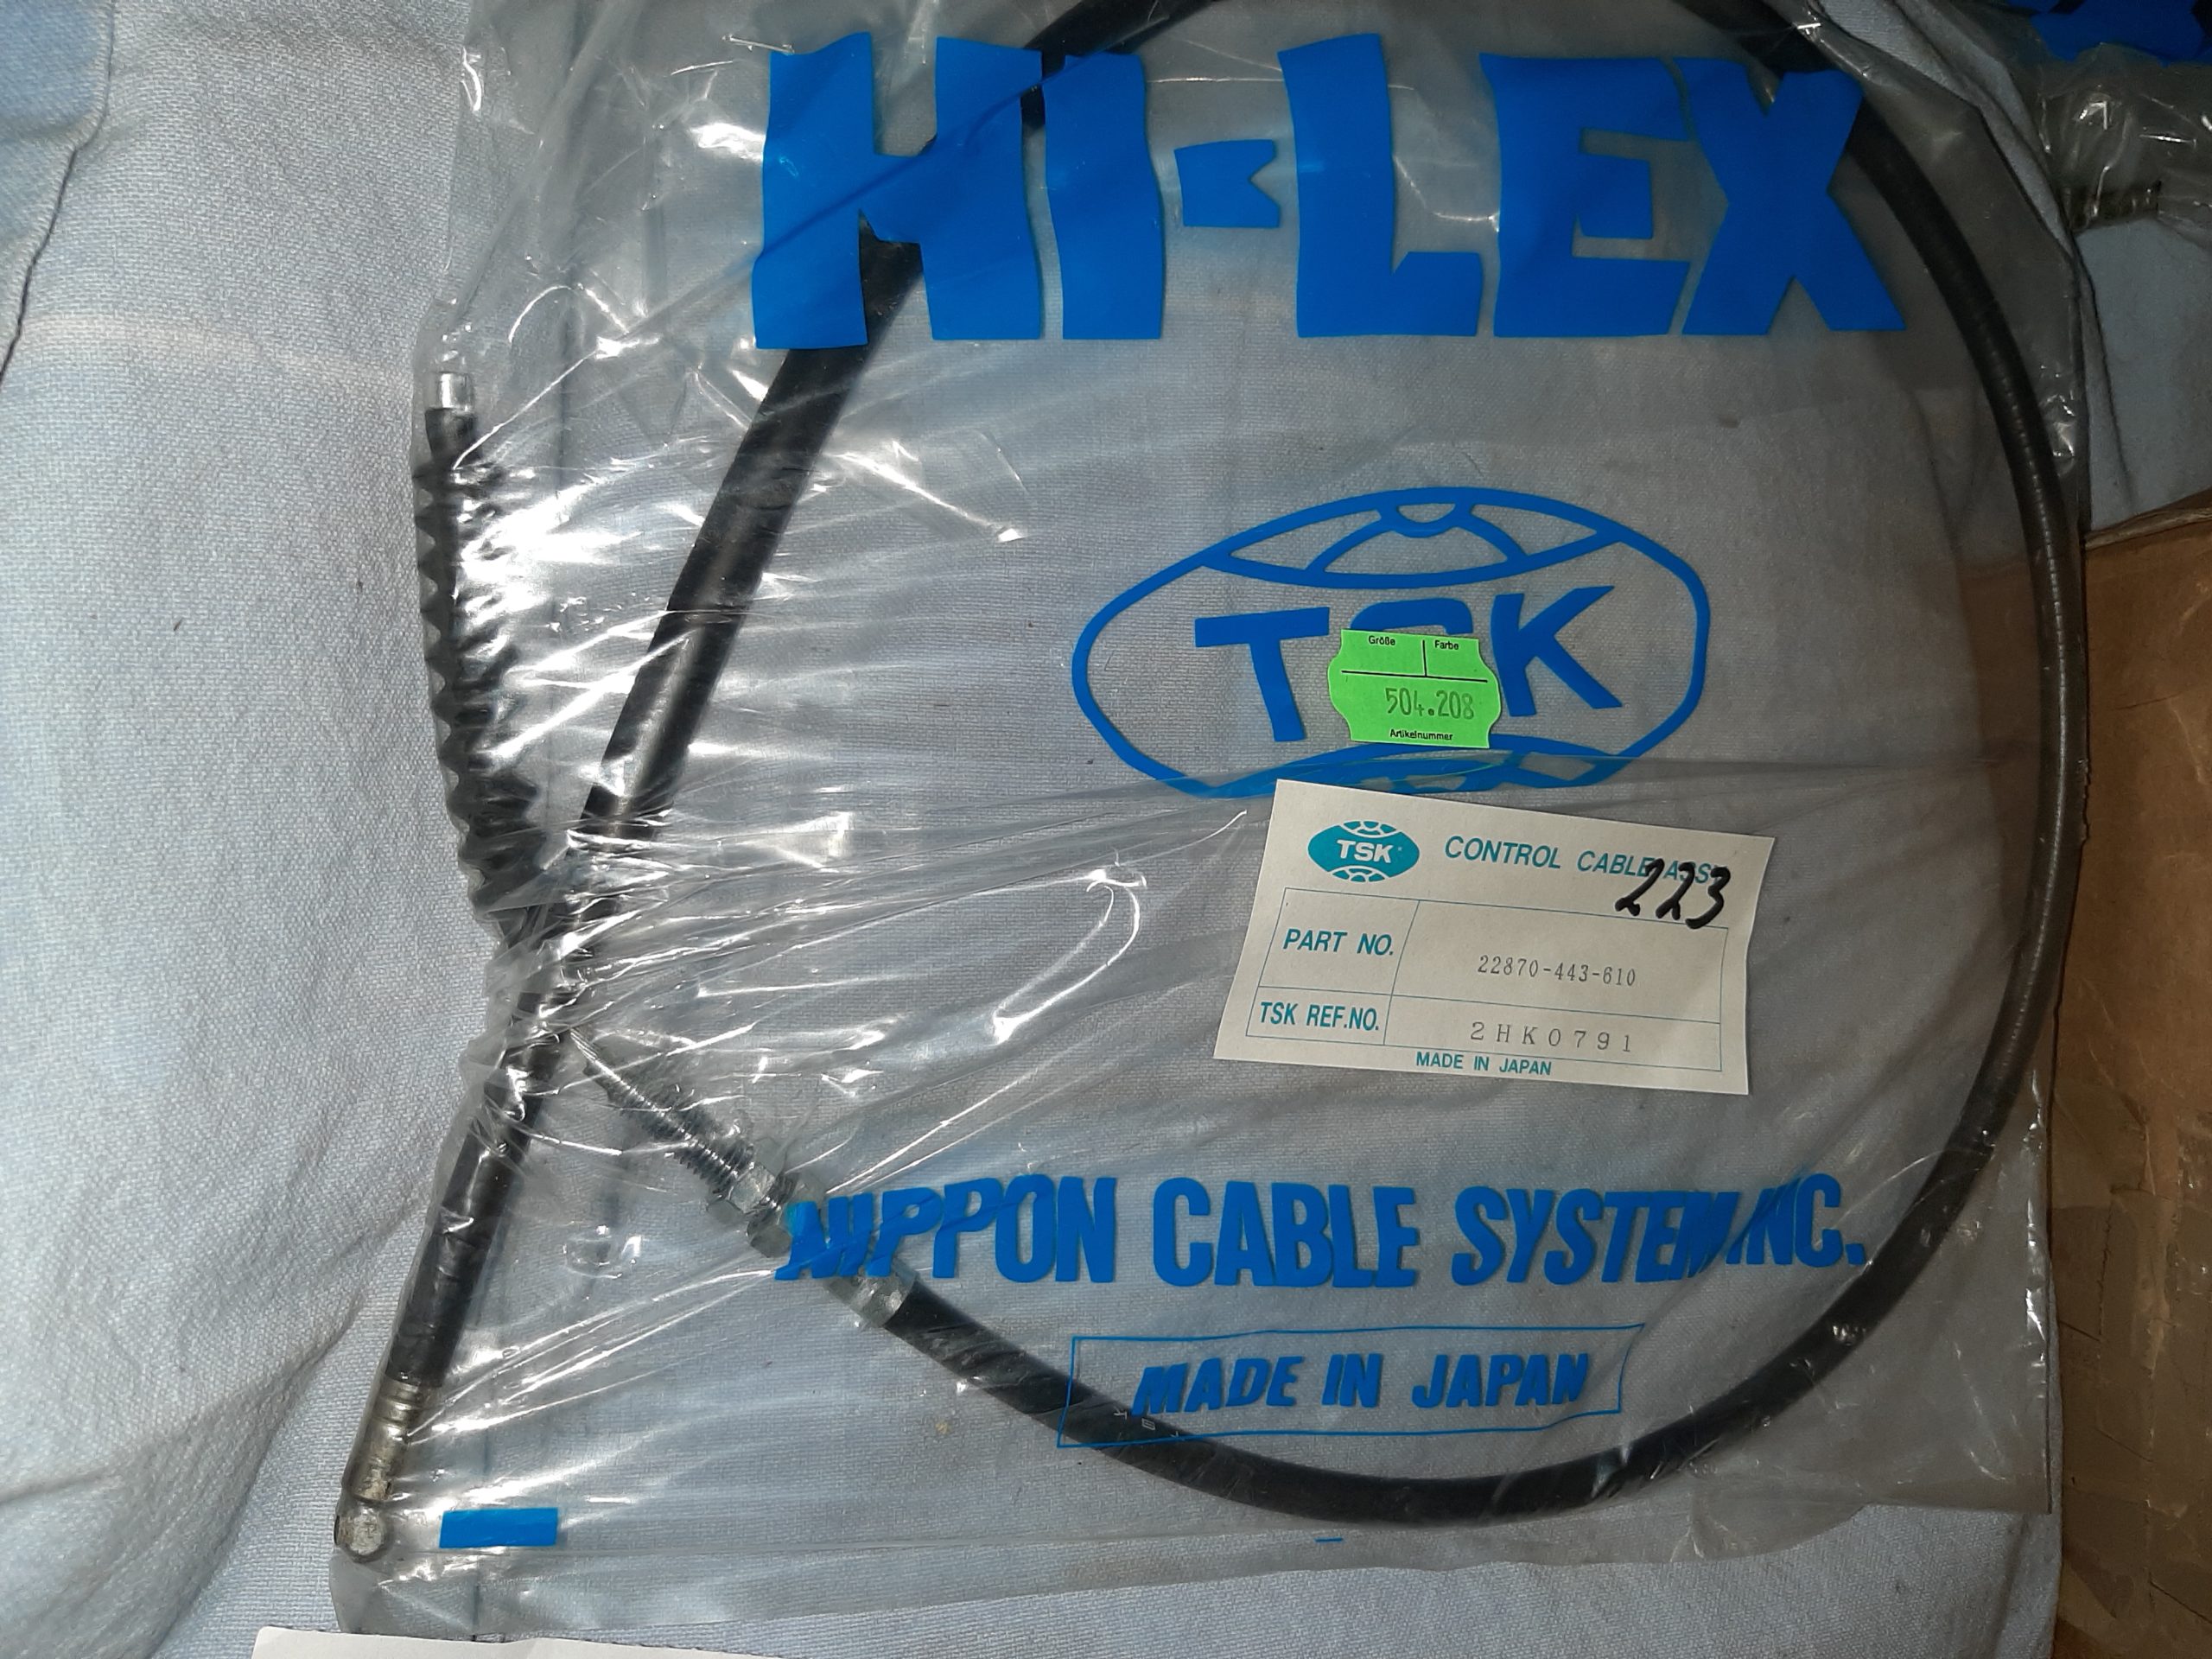 HI-LEX
TSK
Größe Farbe
504.208
Artikelnummer
TSK CONTROL CABLE ASS
223
PART NO. 22870-443-610
TSK REF.NO. 2HK0791
MADE IN JAPAN
NIPPON CABLE SYSTEM INC.
MADE IN JAPAN